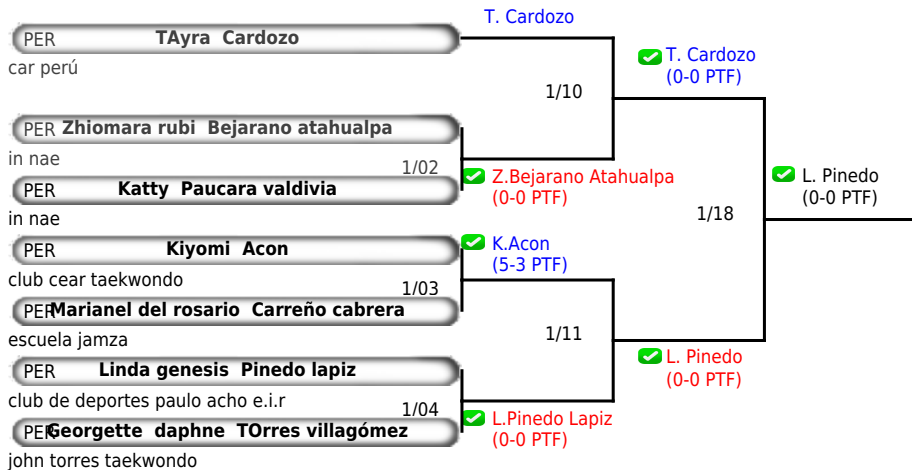 T. Cardozo
PER TAyra Cardozo
car perú
T. Cardozo
(0-0 PTF)
1/10
PER Zhiomara rubi Bejarano atahualpa
in nae
1/02
Z.Bejarano Atahualpa
(0-0 PTF)
PER Katty Paucara valdivia
in nae
L. Pinedo
(0-0 PTF)
1/18
PER Kiyomi Acon
club cear taekwondo
K.Acon
(5-3 PTF)
1/03
PER Marianel del rosario Carreño cabrera
escuela jamza
1/11
L. Pinedo
(0-0 PTF)
PER Linda genesis Pinedo lapiz
club de deportes paulo acho e.i.r
1/04
L.Pinedo Lapiz
(0-0 PTF)
PER Georgette daphne TOrres villagómez
john torres taekwondo